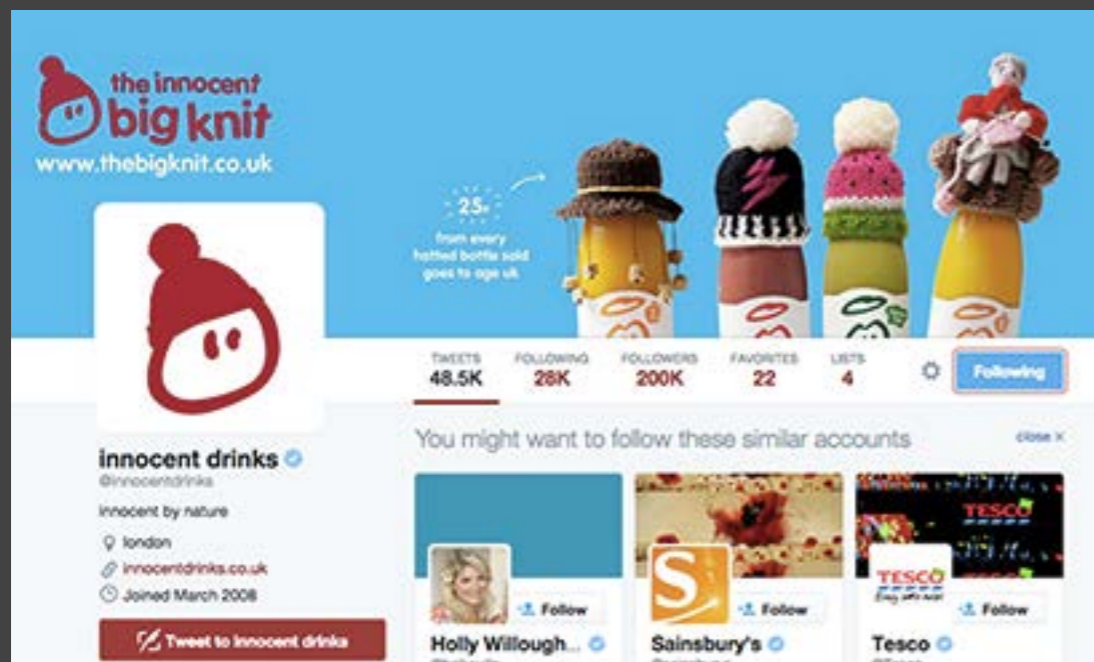 the innocent
big knit
www.thebigknit.co.uk
25p
from every
hatted bottle sold
goes to age uk
TWEETS FOLLOWING FOLLOWERS FAVORITES LISTS
48.5K 28K 200K 22 4
Following
You might want to follow these similar accounts
close X
innocent drinks
@innocentdrinks
innocent by nature
london
innocentdrinks.co.uk
Joined March 2008
Tweet to innocent drinks
Follow
Holly Willough...
S
Follow
Sainsbury's
TESCO
TESCO
Follow
Tesco